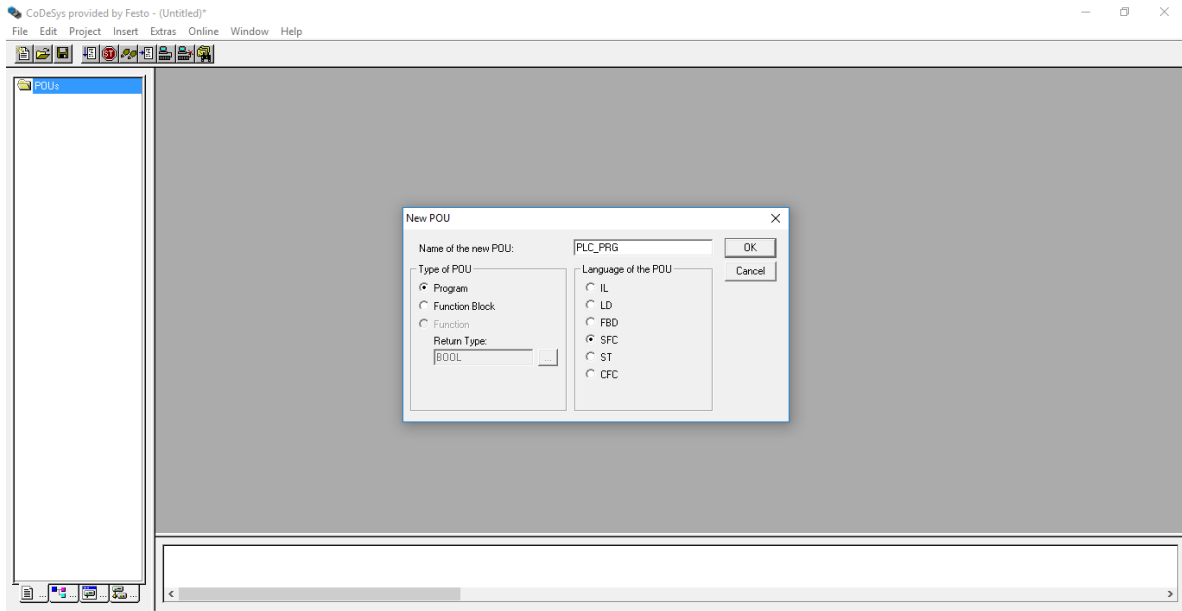 CoDeSys provided by Festo - (Untitled)*
File Edit Project Insert Extras Online Window Help
POUs
New POU
Name of the new POU: PLC_PRG OK
Type of POU Language of the POU Cancel
Program IL
Function Block LD
Function FBD
Return Type: SFC
BOOL ... ST
CFC
... ... ... ...